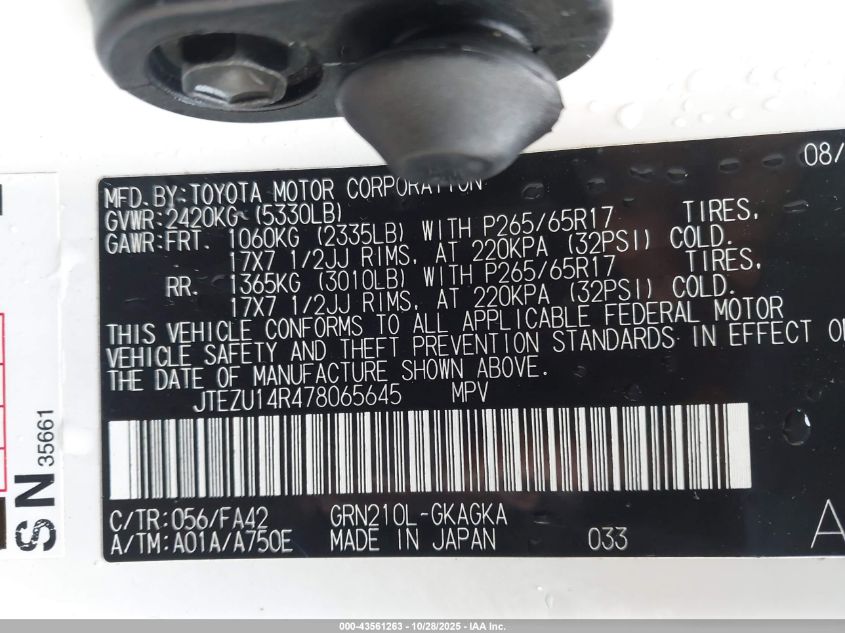 08/
MFD.BY:TOYOTA MOTOR CORPORATION
GVWR:2420KG (5330LB)
GAWR:FRT. 1060KG (2335LB) WITH P265/65R17 TIRES,
17X7 1/2JJ RIMS, AT 220KPA (32PSI) COLD.
RR. 1365KG (3010LB) WITH P265/65R17 TIRES,
17X7 1/2JJ RIMS, AT 220KPA (32PSI) COLD.
THIS VEHICLE CONFORMS TO ALL APPLICABLE FEDERAL MOTOR
VEHICLE SAFETY AND THEFT PREVENTION STANDARDS IN EFFECT O
THE DATE OF MANUFACTURE SHOWN ABOVE.
JTEZU14R478065645 MPV
C/TR:056/FA42 GRN210L-GKAGKA
A/TM:A01A/A750E MADE IN JAPAN 033
A
SN 35661
000-43561263 | 10/28/2025 - IAA Inc.